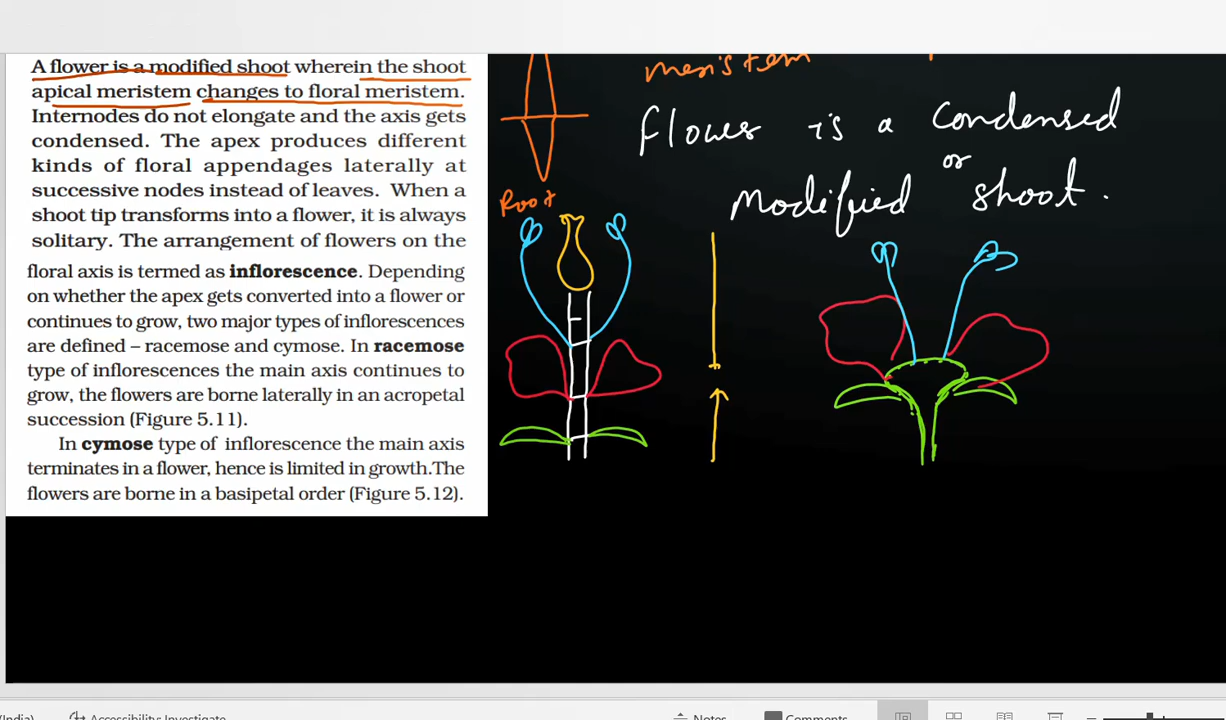 A flower is a modified shoot wherein the shoot
apical meristem changes to floral meristem.
Internodes do not elongate and the axis gets
condensed. The apex produces different
kinds of floral appendages laterally at
successive nodes instead of leaves. When a
shoot tip transforms into a flower, it is always
solitary. The arrangement of flowers on the
floral axis is termed as inflorescence. Depending
on whether the apex gets converted into a flower or
continues to grow, two major types of inflorescences
are defined – racemose and cymose. In racemose
type of inflorescences the main axis continues to
grow, the flowers are borne laterally in an acropetal
succession (Figure 5.11).
In cymose type of inflorescence the main axis
terminates in a flower, hence is limited in growth.The
flowers are borne in a basipetal order (Figure 5.12).
meristem
flower is a condensed
or
modified shoot.
Root
(India)
Accessibility: Investigate
Notes
Comments